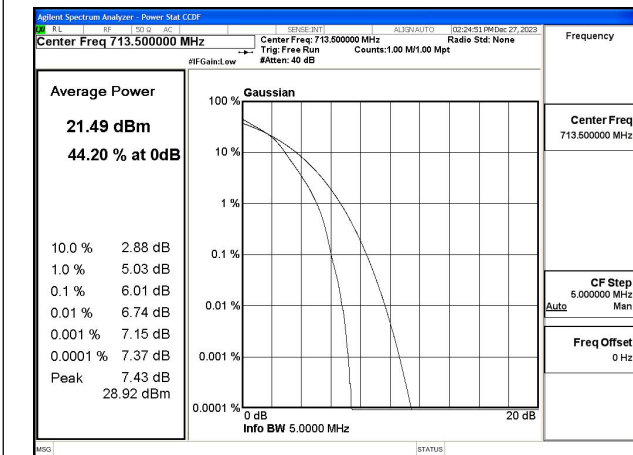 Agilent Spectrum Analyzer - Power Stat CCDF
RL RF 50 Ω AC SENSE:INT ALIGN AUTO 02:24:51 PM Dec 27, 2023
Center Freq 713.500000 MHz
Center Freq: 713.500000 MHz Radio Std: None
Trig: Free Run Counts:1.00 M/1.00 Mpt
#IFGain:Low #Atten: 40 dB
Frequency
Average Power
21.49 dBm
44.20 % at 0dB
10.0 % 2.88 dB
1.0 % 5.03 dB
0.1 % 6.01 dB
0.01 % 6.74 dB
0.001 % 7.15 dB
0.0001 % 7.37 dB
Peak 7.43 dB
28.92 dBm
Gaussian
100 %
10 %
1 %
0.1 %
0.01 %
0.001 %
0.0001 %
0 dB 20 dB
Info BW 5.0000 MHz
Center Freq
713.500000 MHz
CF Step
5.000000 MHz
Auto Man
Freq Offset
0 Hz
MSG STATUS